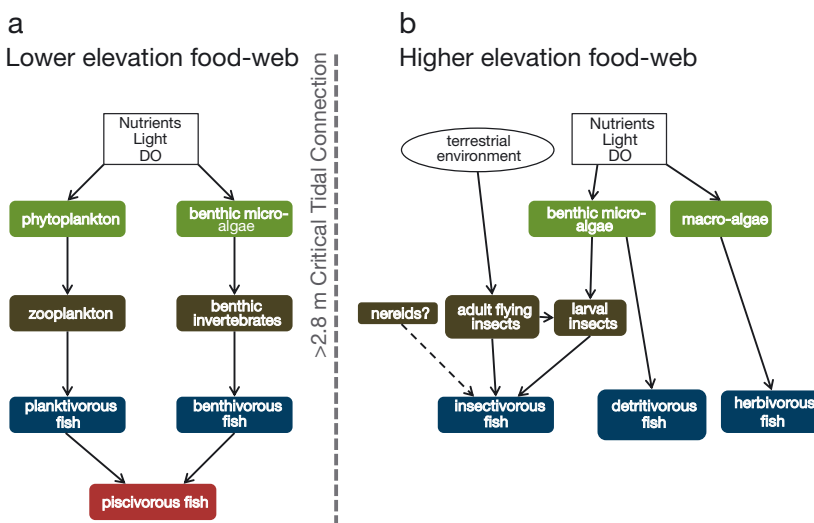 a
Lower elevation food-web
Nutrients
Light
DO
phytoplankton
benthic micro-
algae
zooplankton
benthic
invertebrates
planktivorous
fish
benthivorous
fish
piscivorous fish
>2.8 m Critical Tidal Connection
b
Higher elevation food-web
terrestrial
environment
Nutrients
Light
DO
benthic micro-
algae
macro-algae
nereids?
adult flying
insects
larval
insects
insectivorous
fish
detritivorous
fish
herbivorous
fish